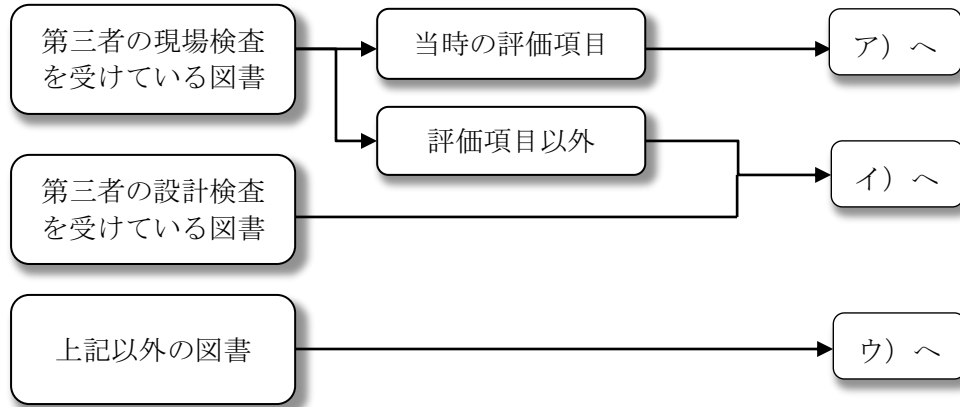 第三者の現場検査
を受けている図書
当時の評価項目
ア）へ
評価項目以外
イ）へ
第三者の設計検査
を受けている図書
上記以外の図書
ウ）へ